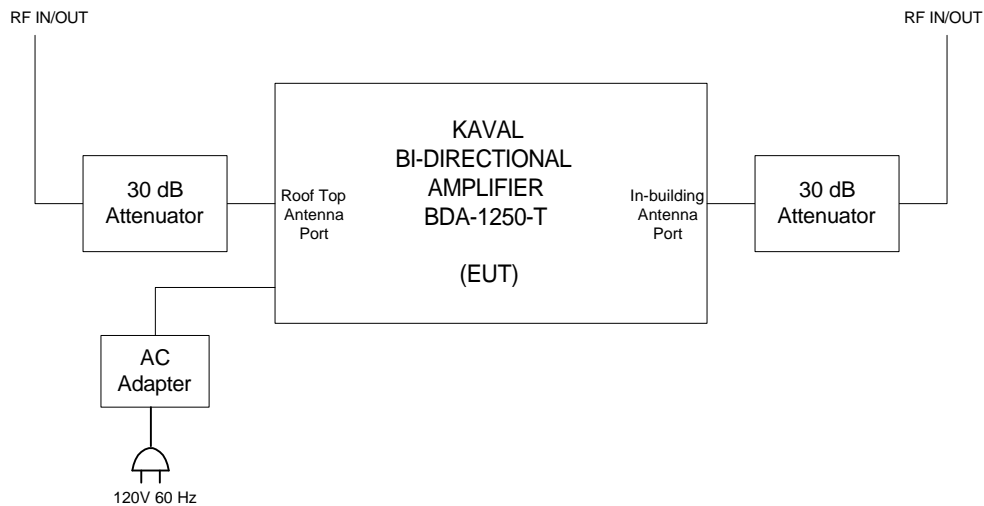 RF IN/OUT
RF IN/OUT
KAVAL
BI-DIRECTIONAL
AMPLIFIER
BDA-1250-T
(EUT)
30 dB
Attenuator
Roof Top
Antenna
Port
In-building
Antenna
Port
30 dB
Attenuator
AC
Adapter
120V 60 Hz